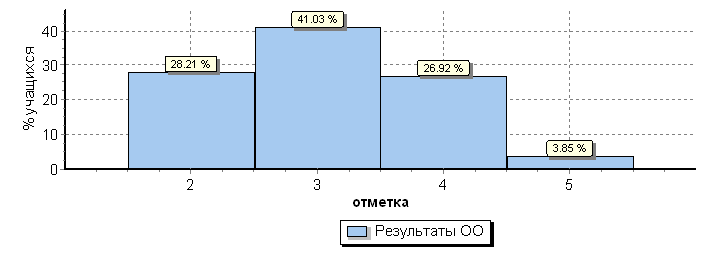 41.03 %
28.21 %
26.92 %
3.85 %
% учащихся
40
30
20
10
0
2 3 4 5
отметка
Результаты ОО